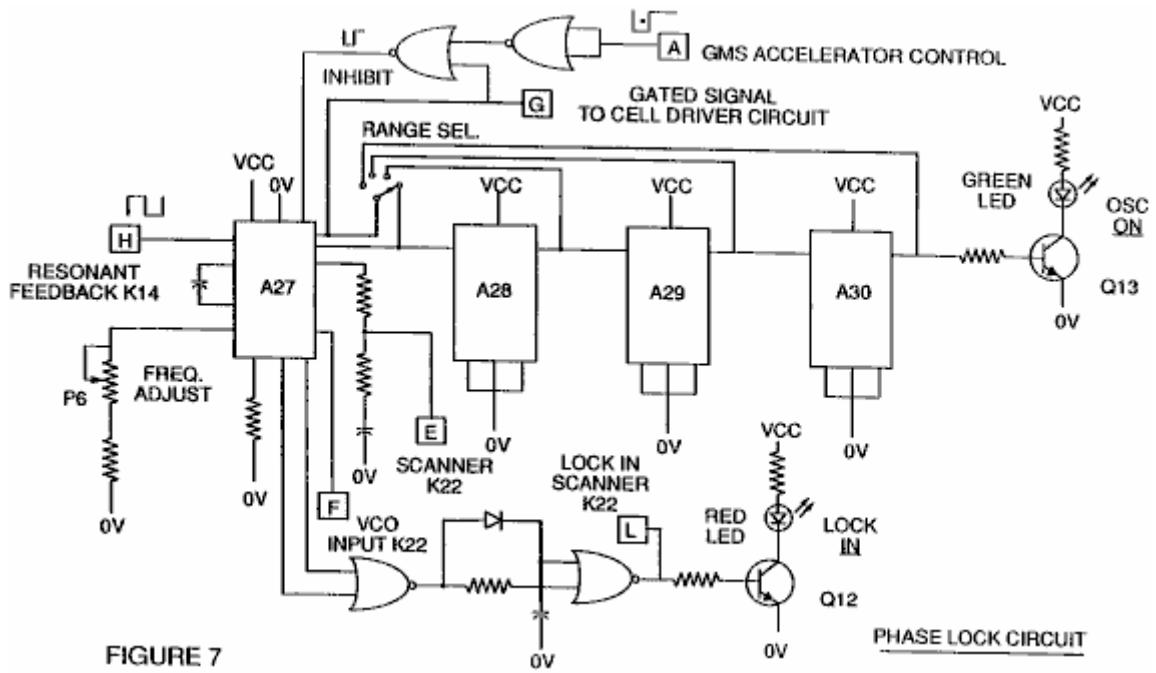 INHIBIT
A
GMS ACCELERATOR CONTROL
G
GATED SIGNAL
TO CELL DRIVER CIRCUIT
RANGE SEL.
VCC
0V
VCC
VCC
VCC
VCC
GREEN
LED
OSC
ON
H
RESONANT
FEEDBACK K14
A27
A28
A29
A30
Q13
0V
P6
FREQ.
ADJUST
E
SCANNER
K22
0V
0V
0V
0V
0V
0V
F
VCO
INPUT K22
LOCK IN
SCANNER
K22
L
VCC
RED
LED
LOCK
IN
Q12
0V
0V
FIGURE 7
PHASE LOCK CIRCUIT